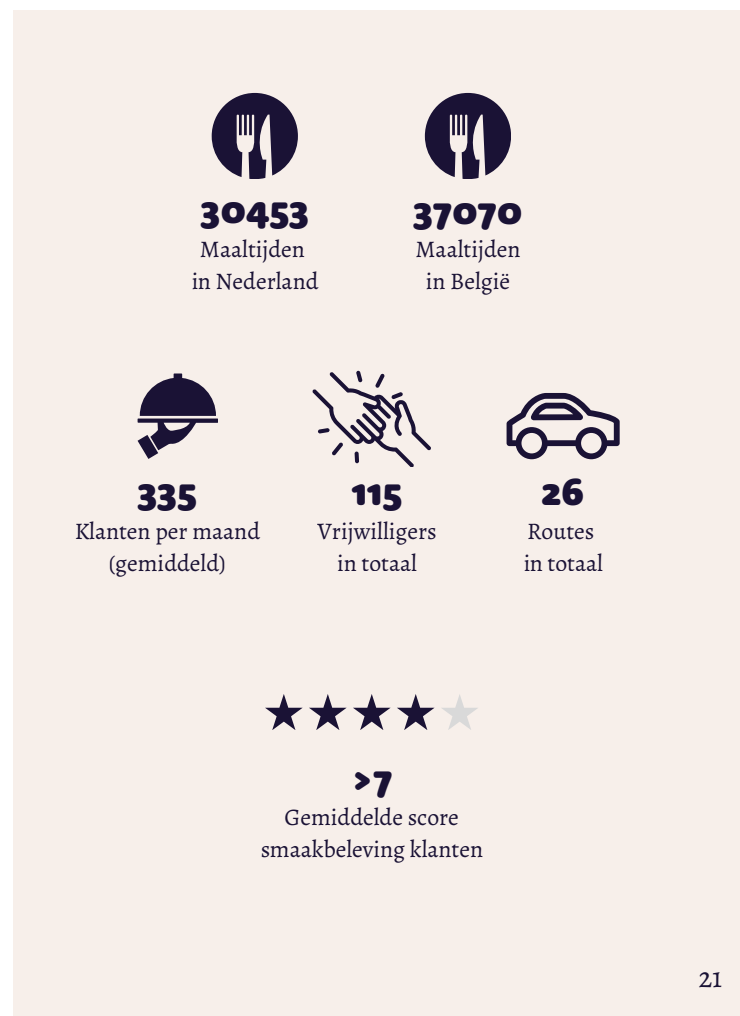 30453
Maaltijden
in Nederland
37070
Maaltijden
in België
335
Klanten per maand
(gemiddeld)
115
Vrijwilligers
in totaal
26
Routes
in totaal
>7
Gemiddelde score
smaakbeleving klanten
21